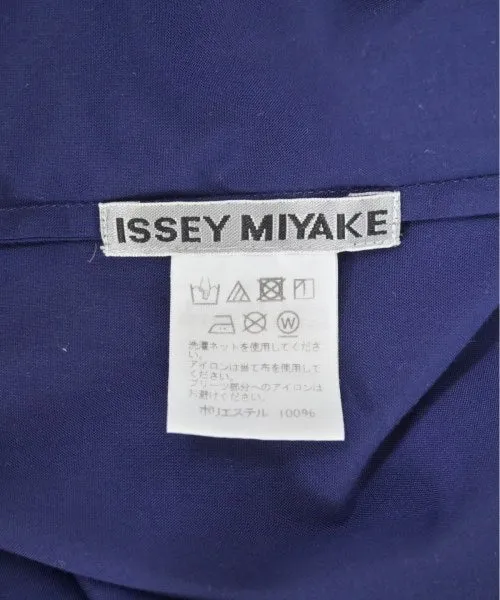 ISSEY MIYAKE
W
洗濯ネットを使用してくださ
い。
アイロンは当て布を使用して
ください。
プリーツ部分へのアイロンは
お避けください。
ポリエステル 100%